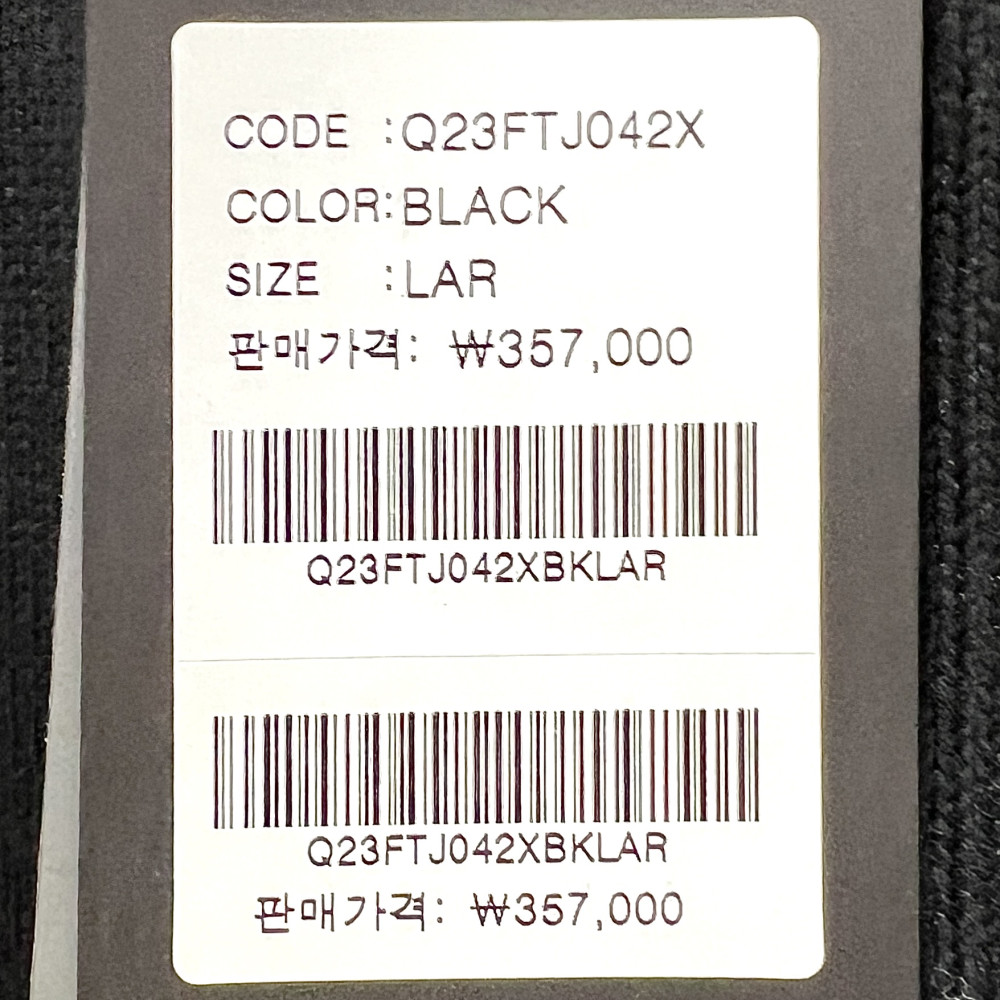 CODE :Q23FTJ042X
COLOR:BLACK
SIZE :LAR
판매가격: ₩357,000
Q23FTJ042XBKLAR
Q23FTJ042XBKLAR
판매가격: ₩357,000